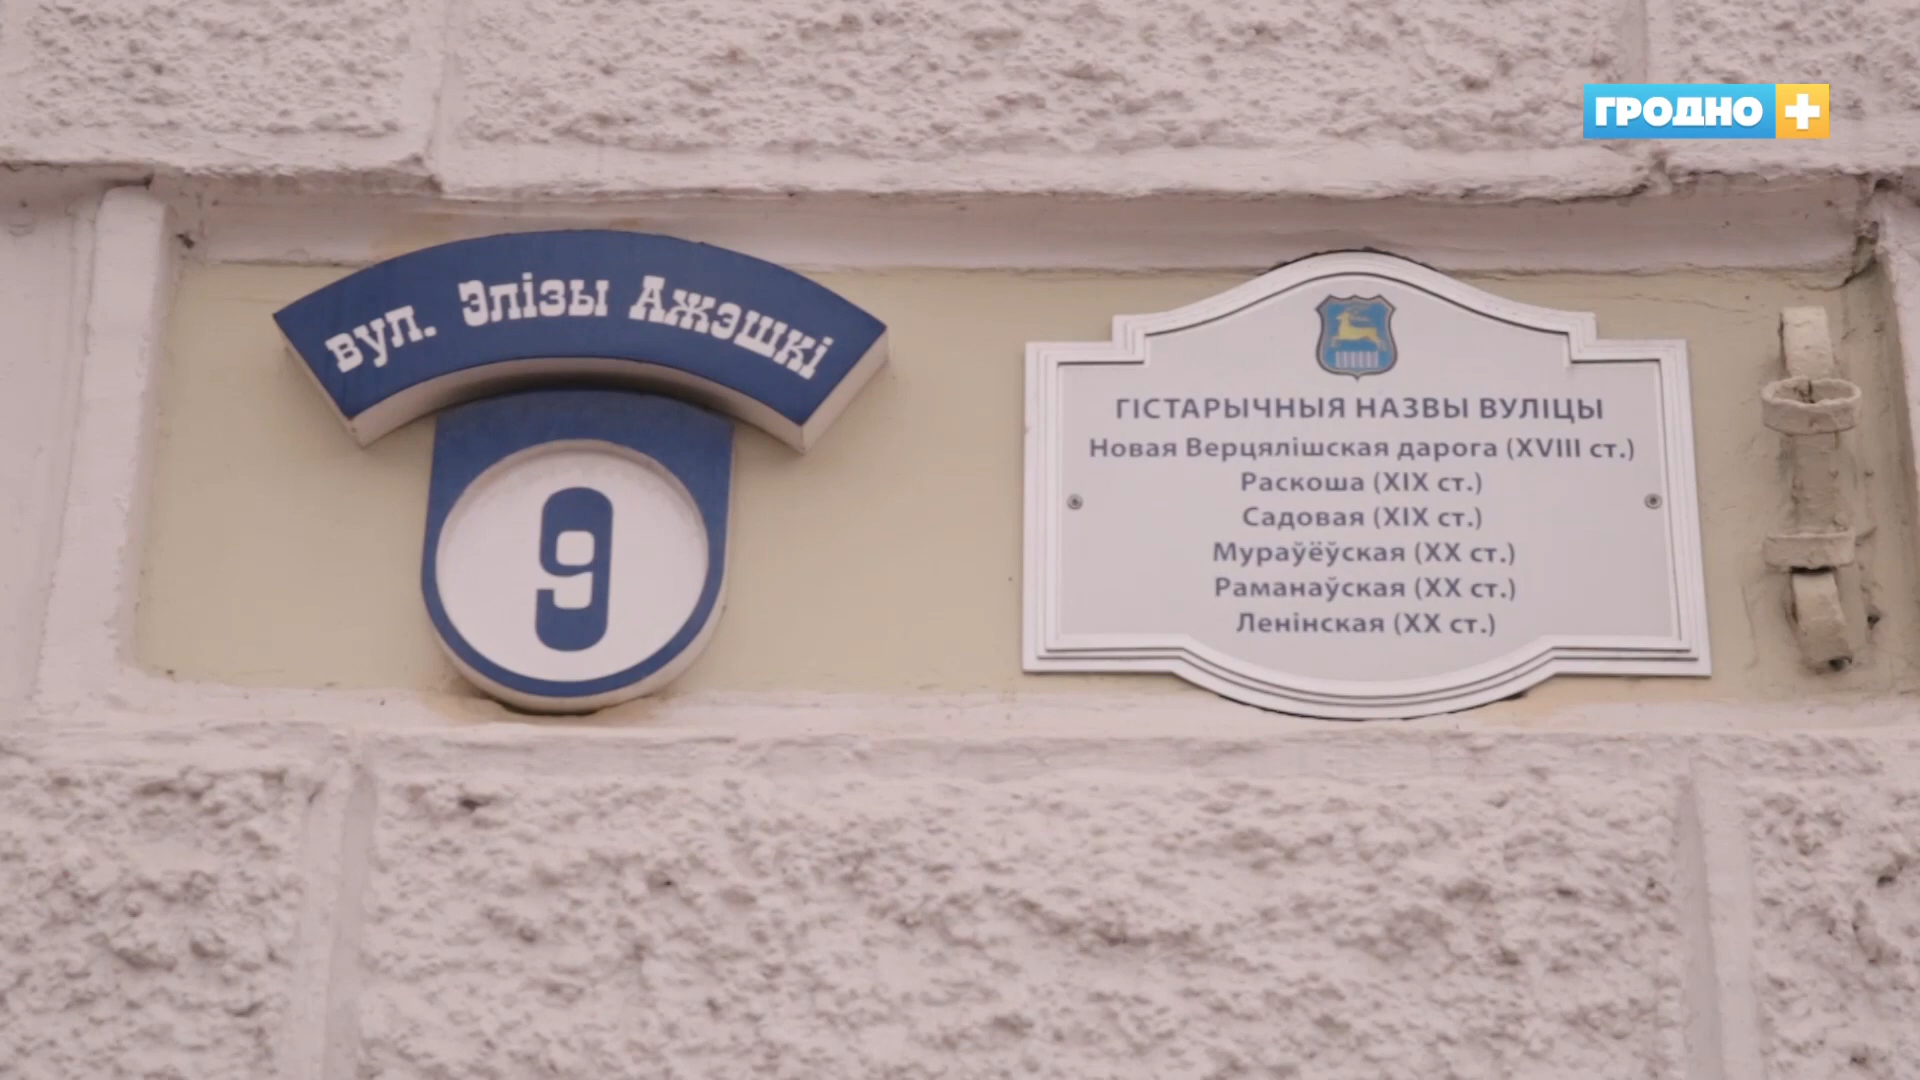 ГРОДНО +
вул. Элізы Ажэшкі
9
ГІСТАРЫЧНЫЯ НАЗВЫ ВУЛІЦЫ
Новая Верцялішская дарога (XVIII ст.)
Раскоша (XIX ст.)
Садовая (XIX ст.)
Мураўёўская (XX ст.)
Раманаўская (XX ст.)
Ленінская (XX ст.)